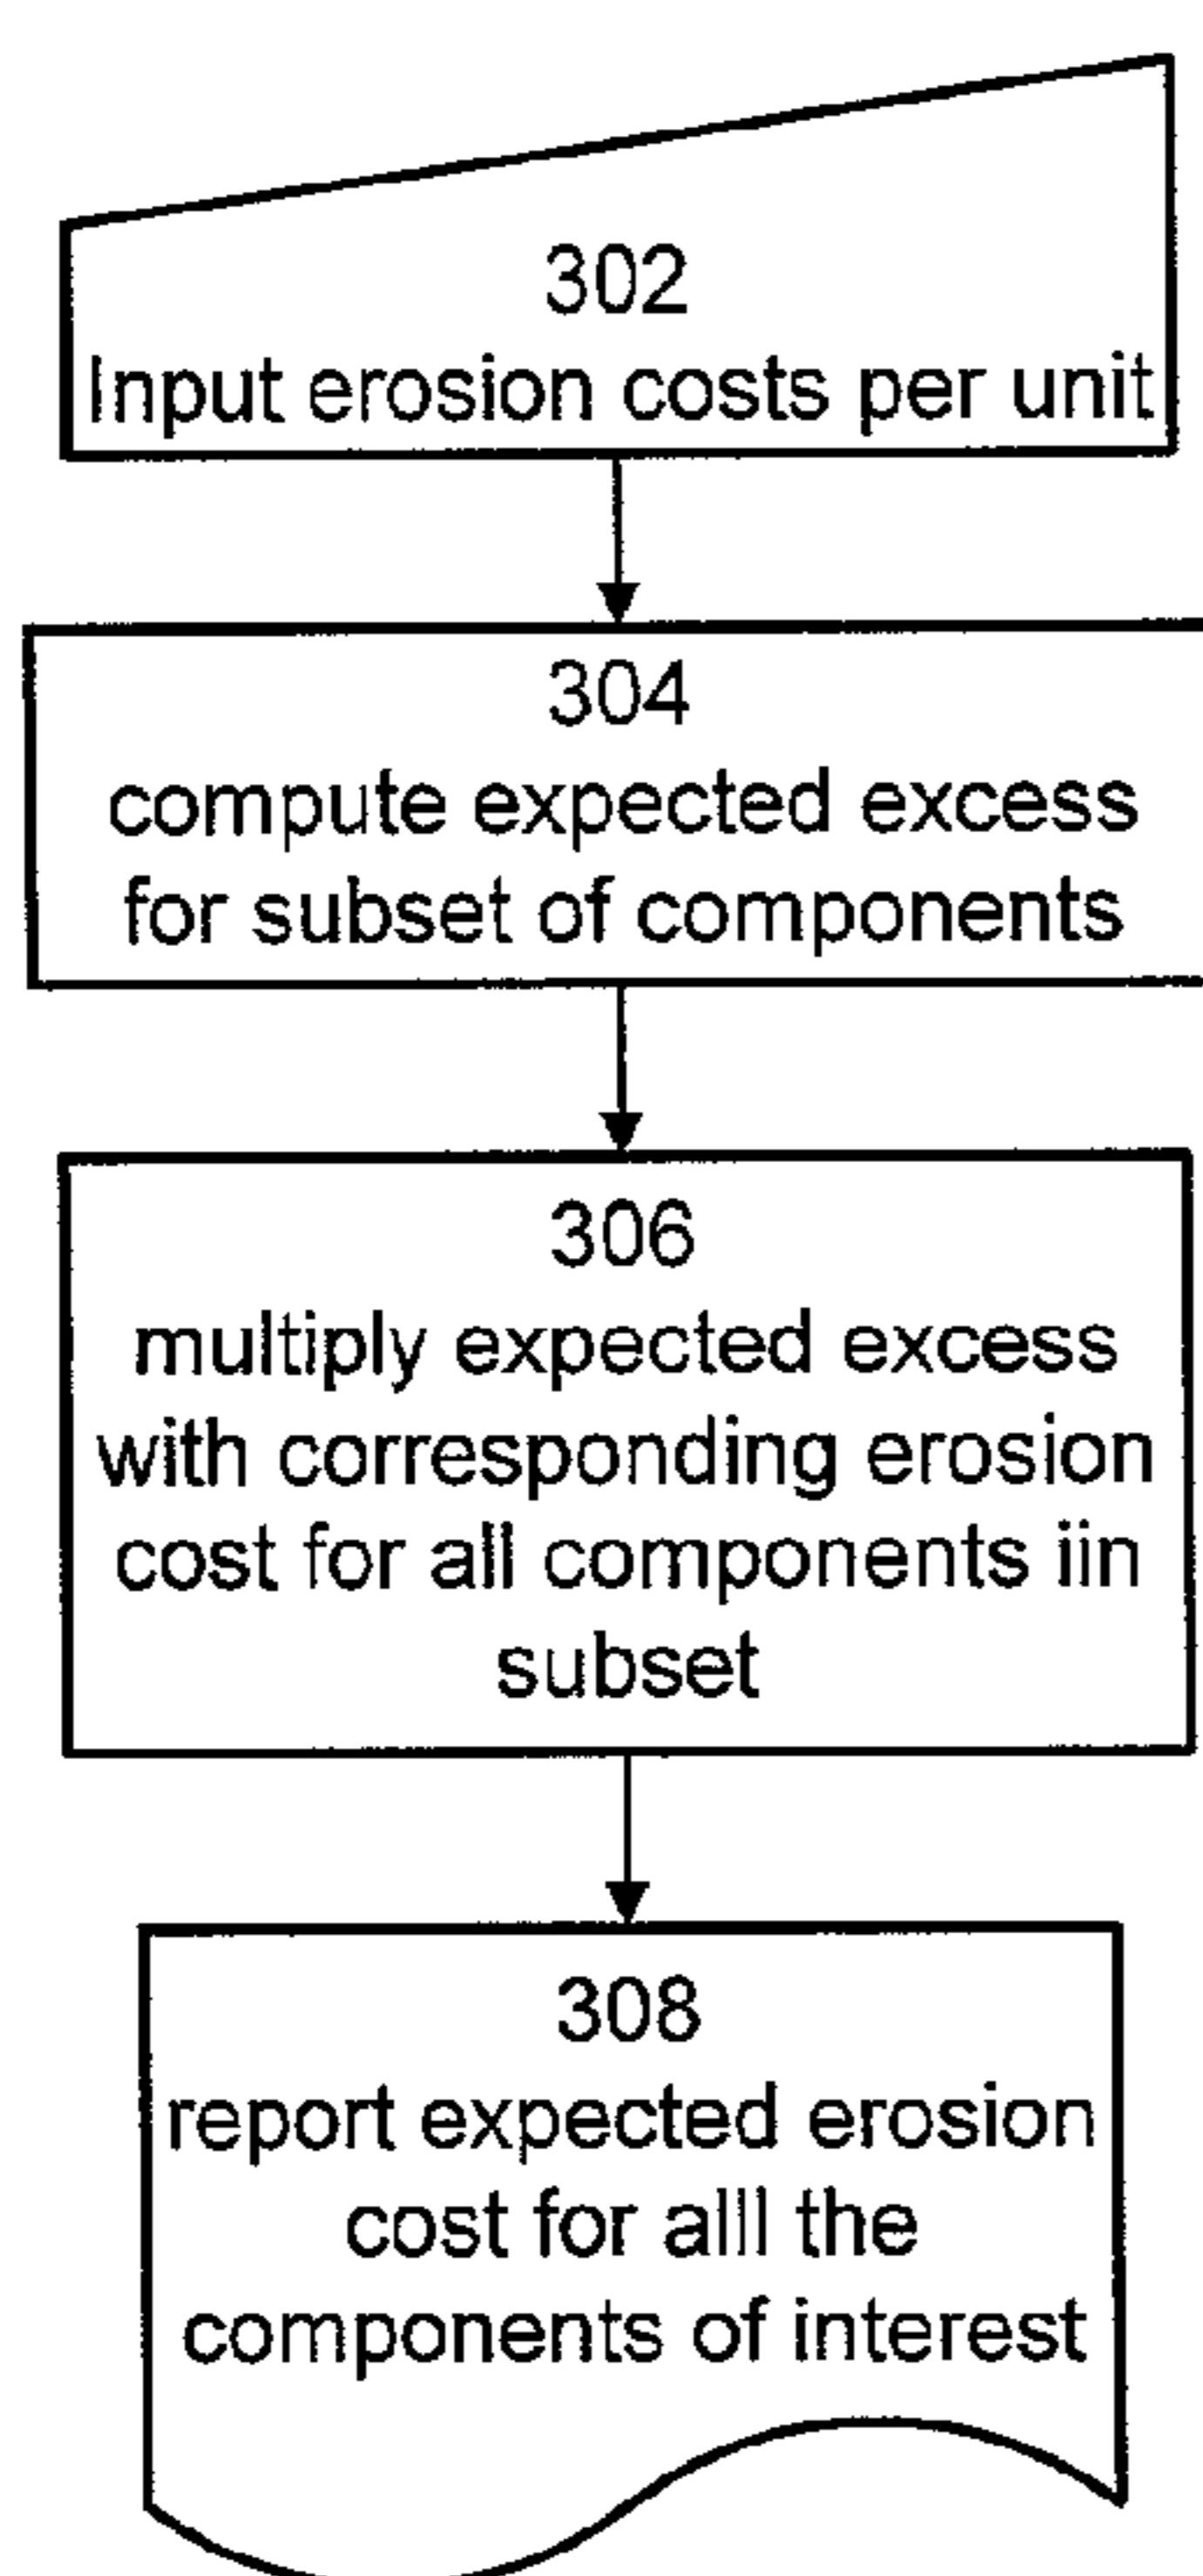 302
Input erosion costs per unit
304
compute expected excess
for subset of components
306
multiply expected excess
with corresponding erosion
cost for all components iin
subset
308
report expected erosion
cost for alll the
components of interest